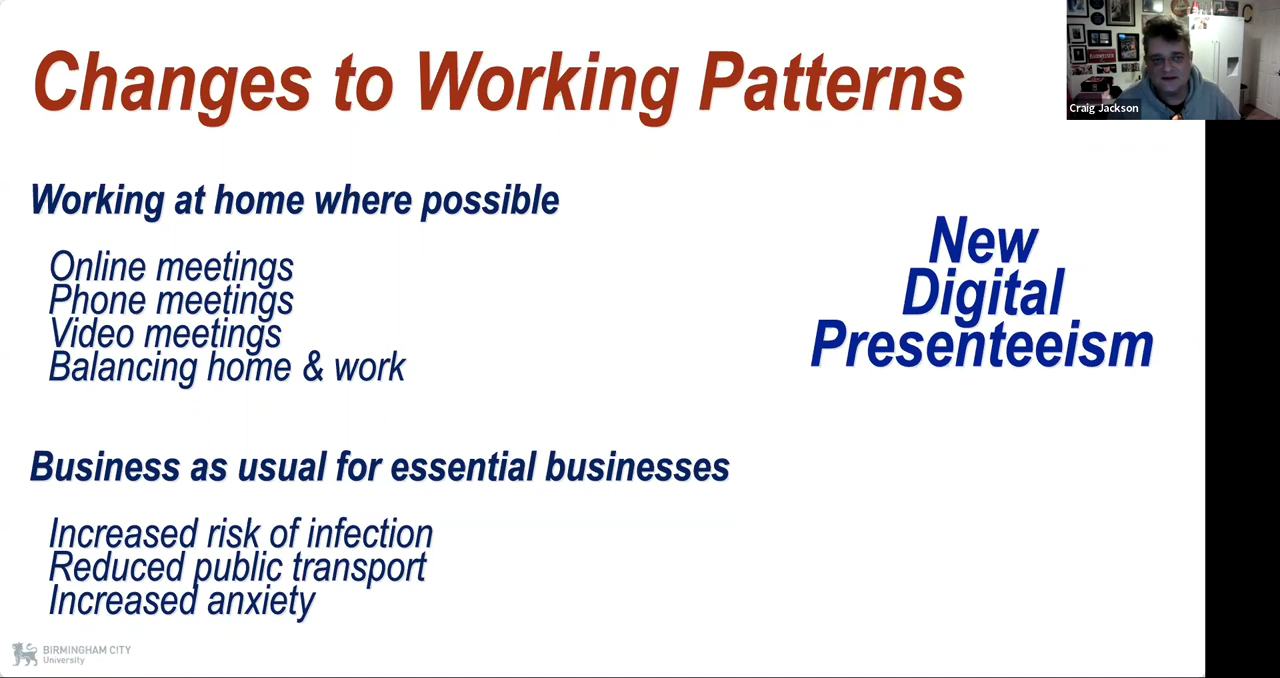 Changes to Working Patterns
Craig Jackson
Working at home where possible
Online meetings
Phone meetings
Video meetings
Balancing home & work
New
Digital
Presenteeism
Business as usual for essential businesses
Increased risk of infection
Reduced public transport
Increased anxiety
BIRMINGHAM CITY
University